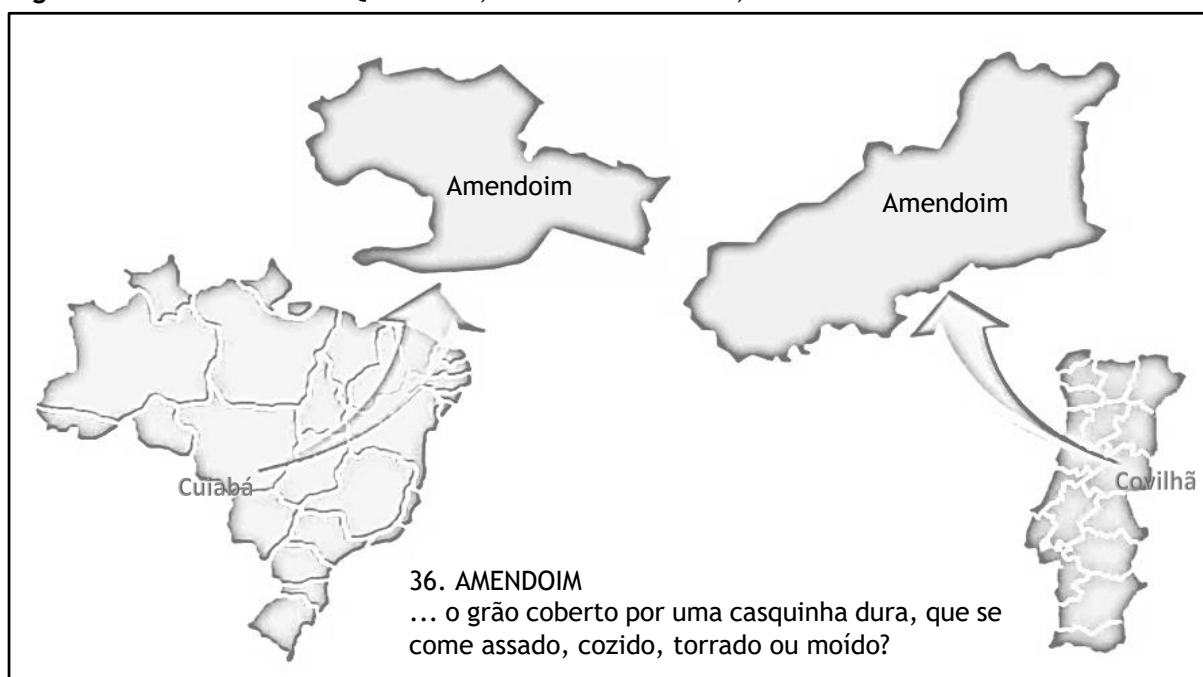 Amendoim
Amendoim
Cuiabá
Covilhã
36. AMENDOIM
... o grão coberto por uma casquinha dura, que se
come assado, cozido, torrado ou moído?